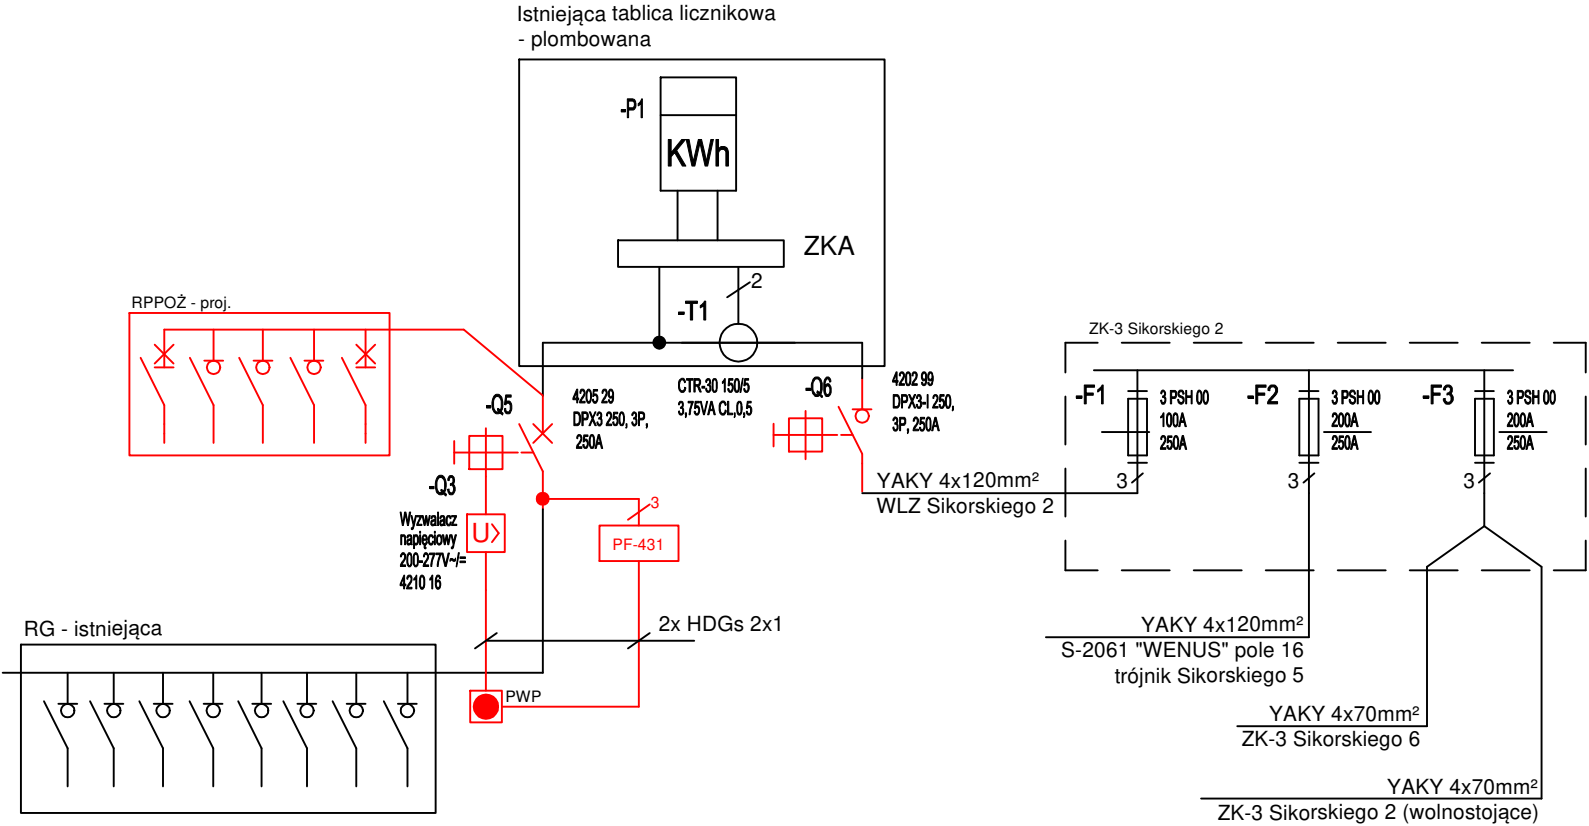 Istniejąca tablica licznikowa
- plombowana
-P1
KWh
ZKA
2
-T1
RPPOŻ - proj.
CTR-30 150/5
3,75VA CL,0,5
-Q5
4205 29
DPX3 250, 3P,
250A
-Q6
4202 99
DPX3-I 250,
3P, 250A
-Q3
Wyzwalacz
napięciowy
200-277V~/=
4210 16
U>
3
PF-431
2x HDGs 2x1
PWP
RG - istniejąca
YAKY 4x120mm²
WLZ Sikorskiego 2
ZK-3 Sikorskiego 2
-F1
3 PSH 00
100A
250A
3
-F2
3 PSH 00
200A
250A
3
-F3
3 PSH 00
200A
250A
3
YAKY 4x120mm²
S-2061 "WENUS" pole 16
trójnik Sikorskiego 5
YAKY 4x70mm²
ZK-3 Sikorskiego 6
YAKY 4x70mm²
ZK-3 Sikorskiego 2 (wolnostojące)